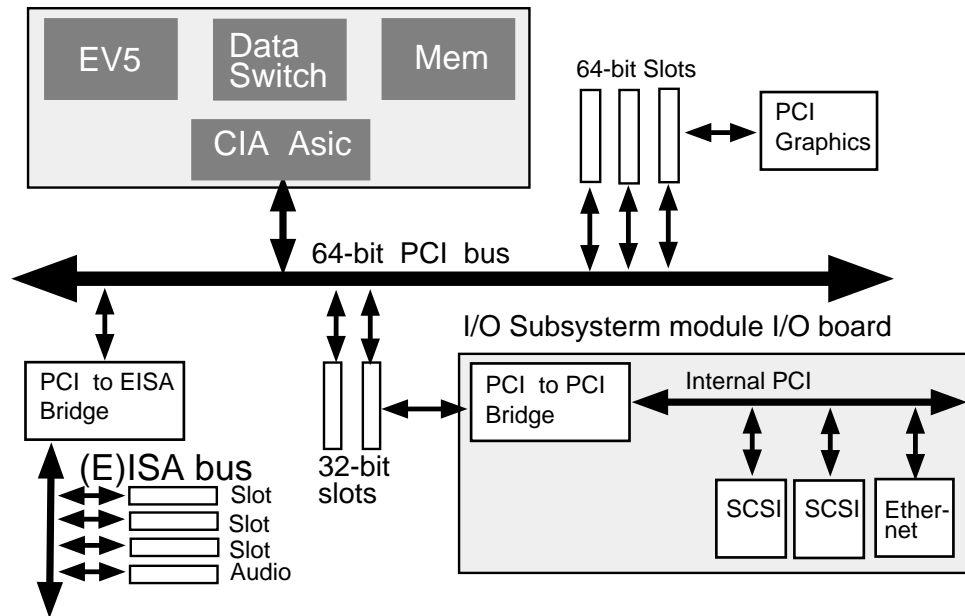 EV5
Data
Switch
Mem
CIA Asic
64-bit Slots
PCI
Graphics
64-bit PCI bus
I/O Subsysterm module I/O board
PCI to EISA
Bridge
PCI to PCI
Bridge
Internal PCI
(E)ISA bus
32-bit
slots
Slot
Slot
Slot
Audio
SCSI
SCSI
Ether-
net